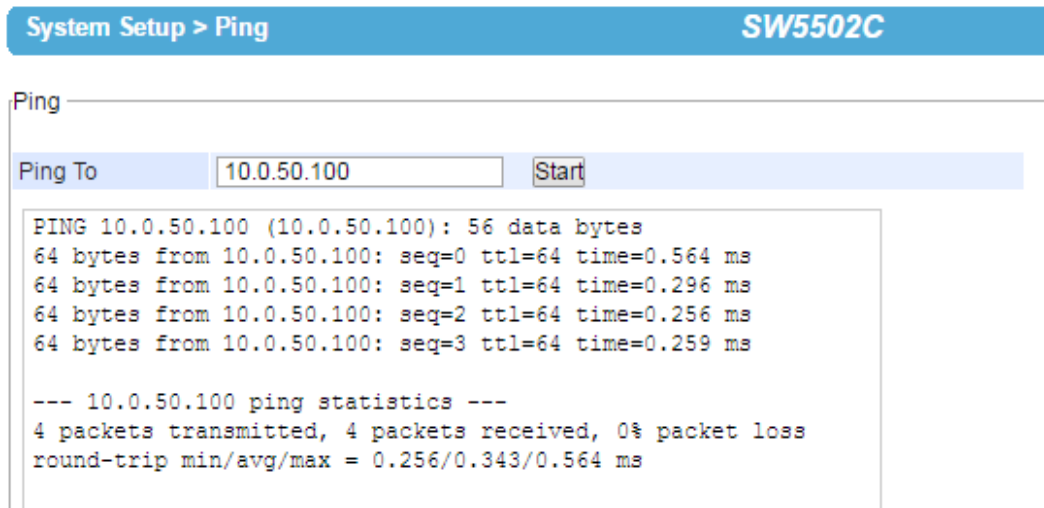 System Setup > Ping SW5502C
Ping
Ping To 10.0.50.100 Start
PING 10.0.50.100 (10.0.50.100): 56 data bytes
64 bytes from 10.0.50.100: seq=0 ttl=64 time=0.564 ms
64 bytes from 10.0.50.100: seq=1 ttl=64 time=0.296 ms
64 bytes from 10.0.50.100: seq=2 ttl=64 time=0.256 ms
64 bytes from 10.0.50.100: seq=3 ttl=64 time=0.259 ms
--- 10.0.50.100 ping statistics ---
4 packets transmitted, 4 packets received, 0% packet loss
round-trip min/avg/max = 0.256/0.343/0.564 ms